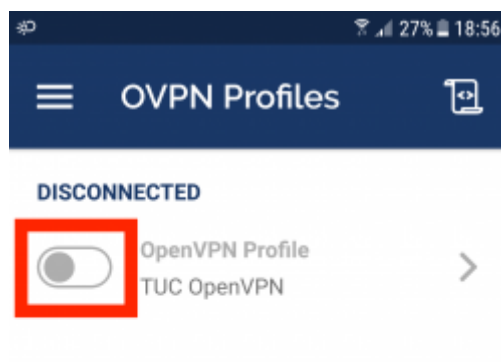 27% 18:56
OVPN Profiles
DISCONNECTED
OpenVPN Profile
TUC OpenVPN